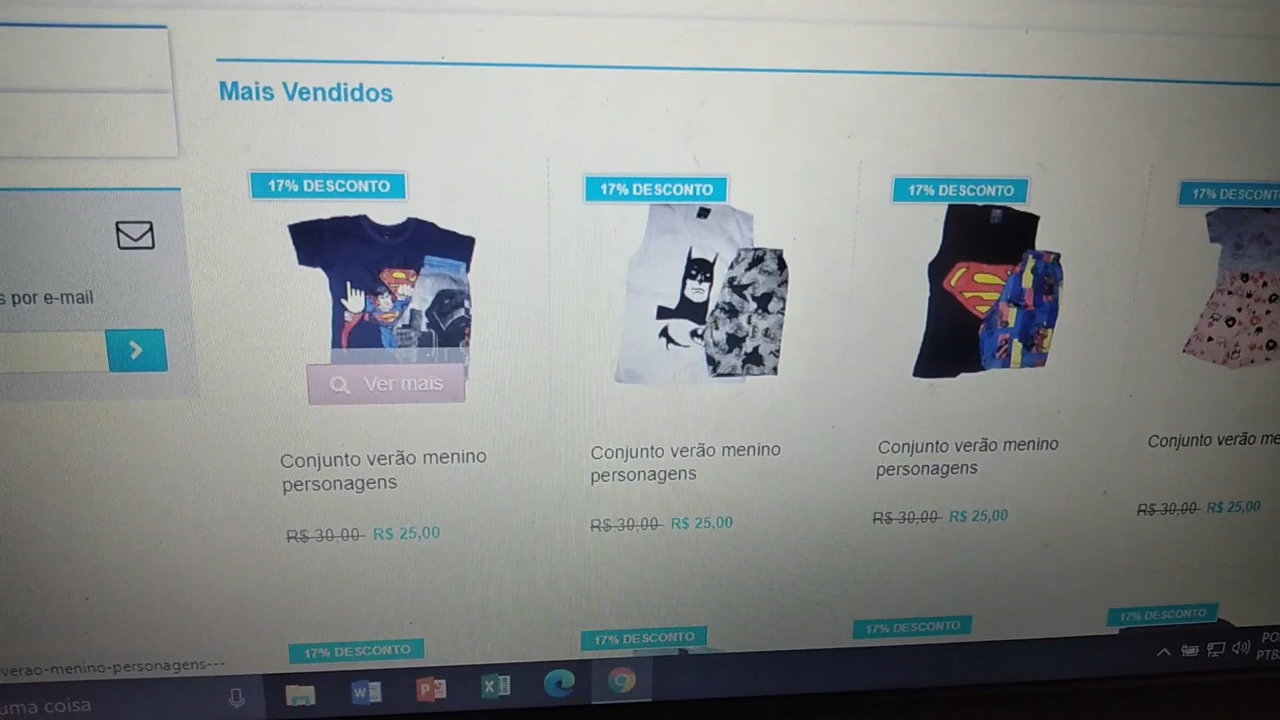 Mais Vendidos
17% DESCONTO
17% DESCONTO
17% DESCONTO
17% DESCONT
s por e-mail
Ver mais
Conjunto verão menino
personagens
Conjunto verão menino
personagens
Conjunto verão menino
personagens
Conjunto verão me
R$ 30,00 R$ 25,00
R$ 30,00 R$ 25,00
R$ 30,00 R$ 25,00
R$ 30,00 R$ 25,00
17% DESCONTO
17% DESCONTO
17% DESCONTO
17% DESCONTO
verao-menino-personagens---
uma coisa
PO
PTB